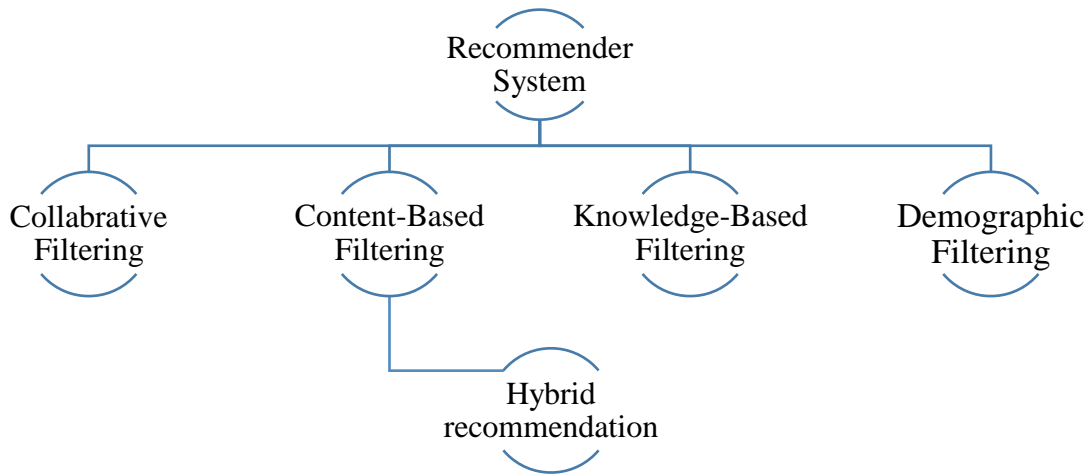 Recommender
System
Collabrative
Filtering
Content-Based
Filtering
Knowledge-Based
Filtering
Demographic
Filtering
Hybrid
recommendation